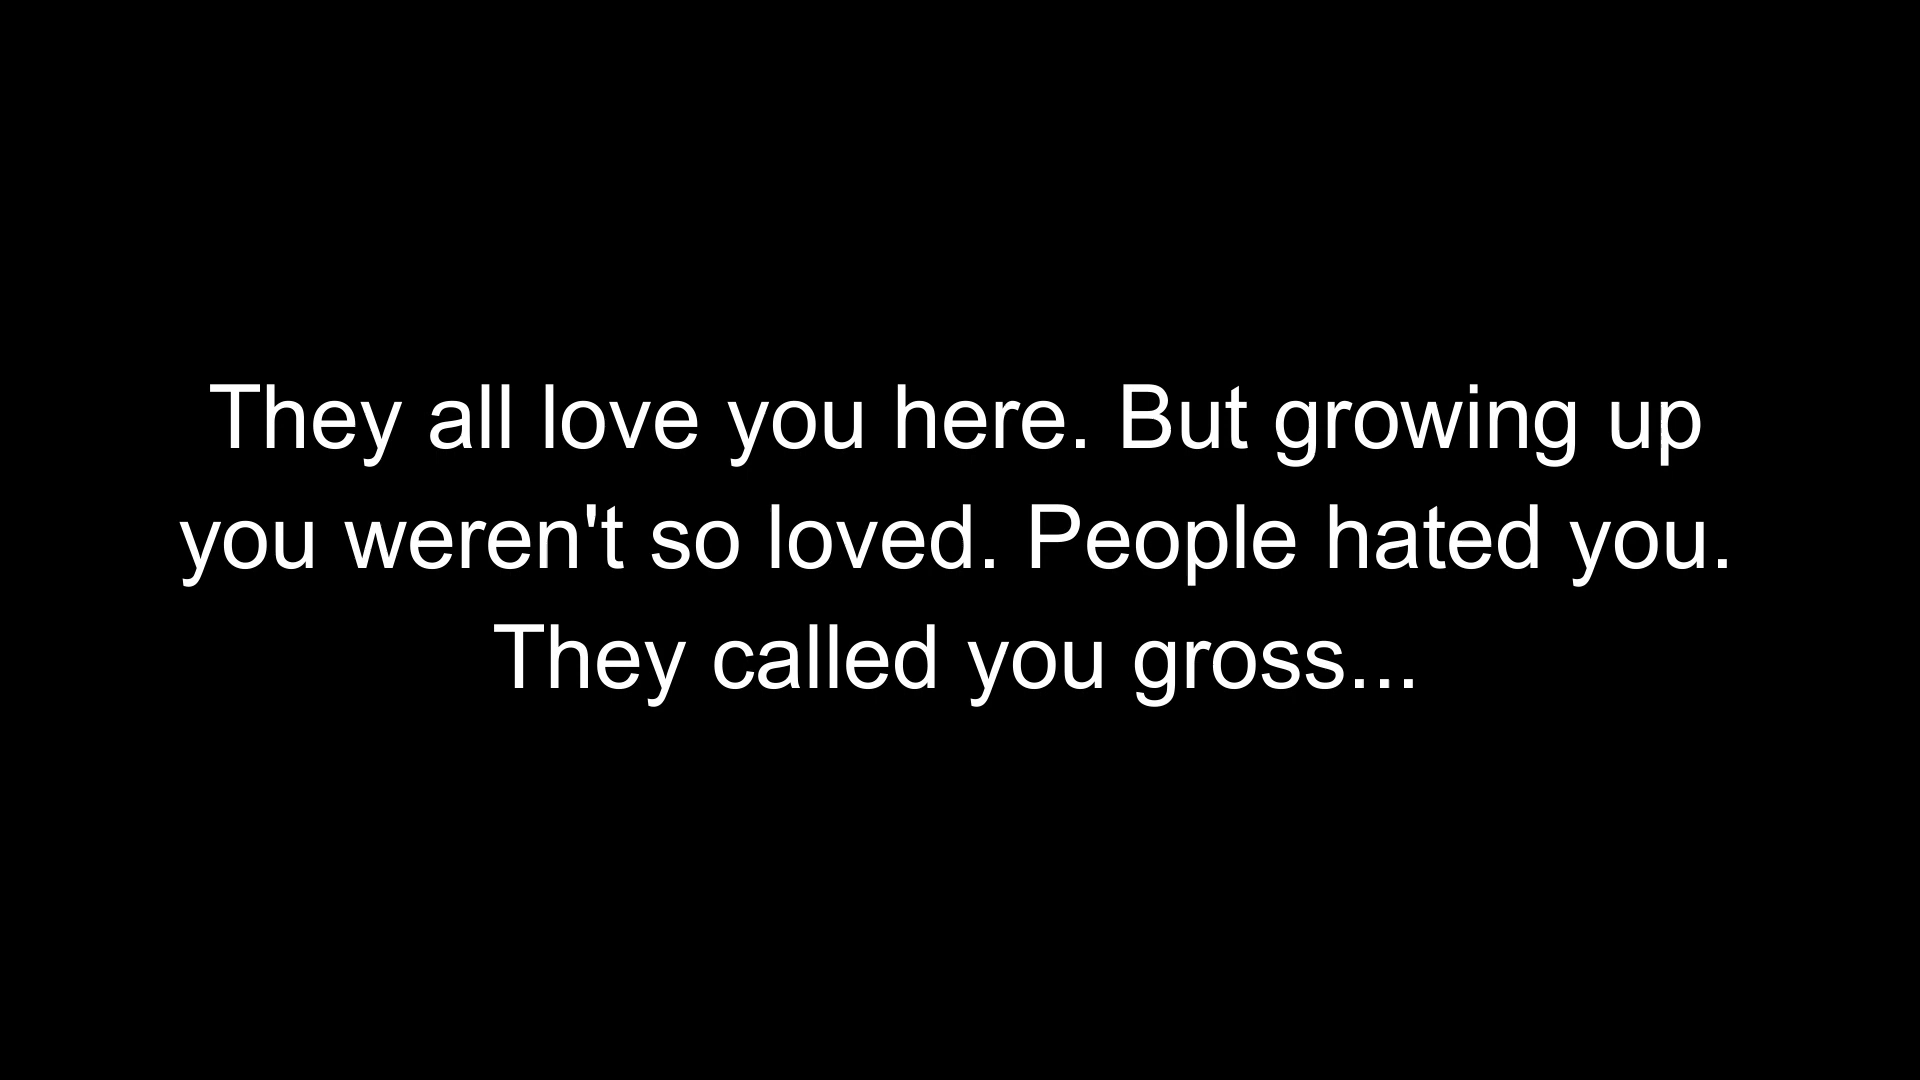 They all love you here. But growing up
you weren't so loved. People hated you.
They called you gross...